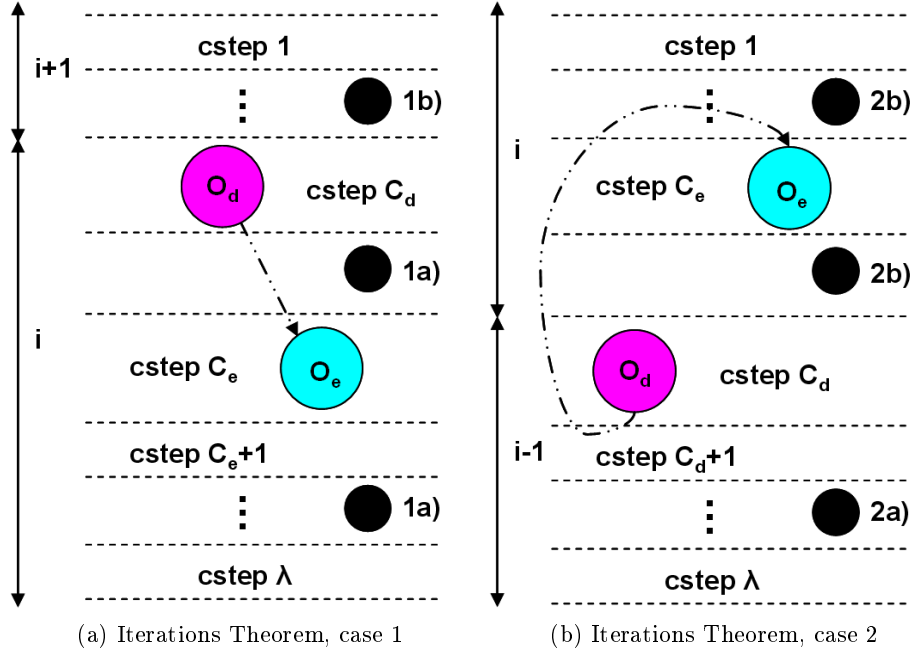 cstep 1
i+1
1b)
O_d
cstep C_d
1a)
i
cstep C_e
O_e
cstep C_e+1
1a)
cstep λ
(a) Iterations Theorem, case 1
cstep 1
2b)
i
cstep C_e
O_e
2b)
O_d
cstep C_d
i-1
cstep C_d+1
2a)
cstep λ
(b) Iterations Theorem, case 2